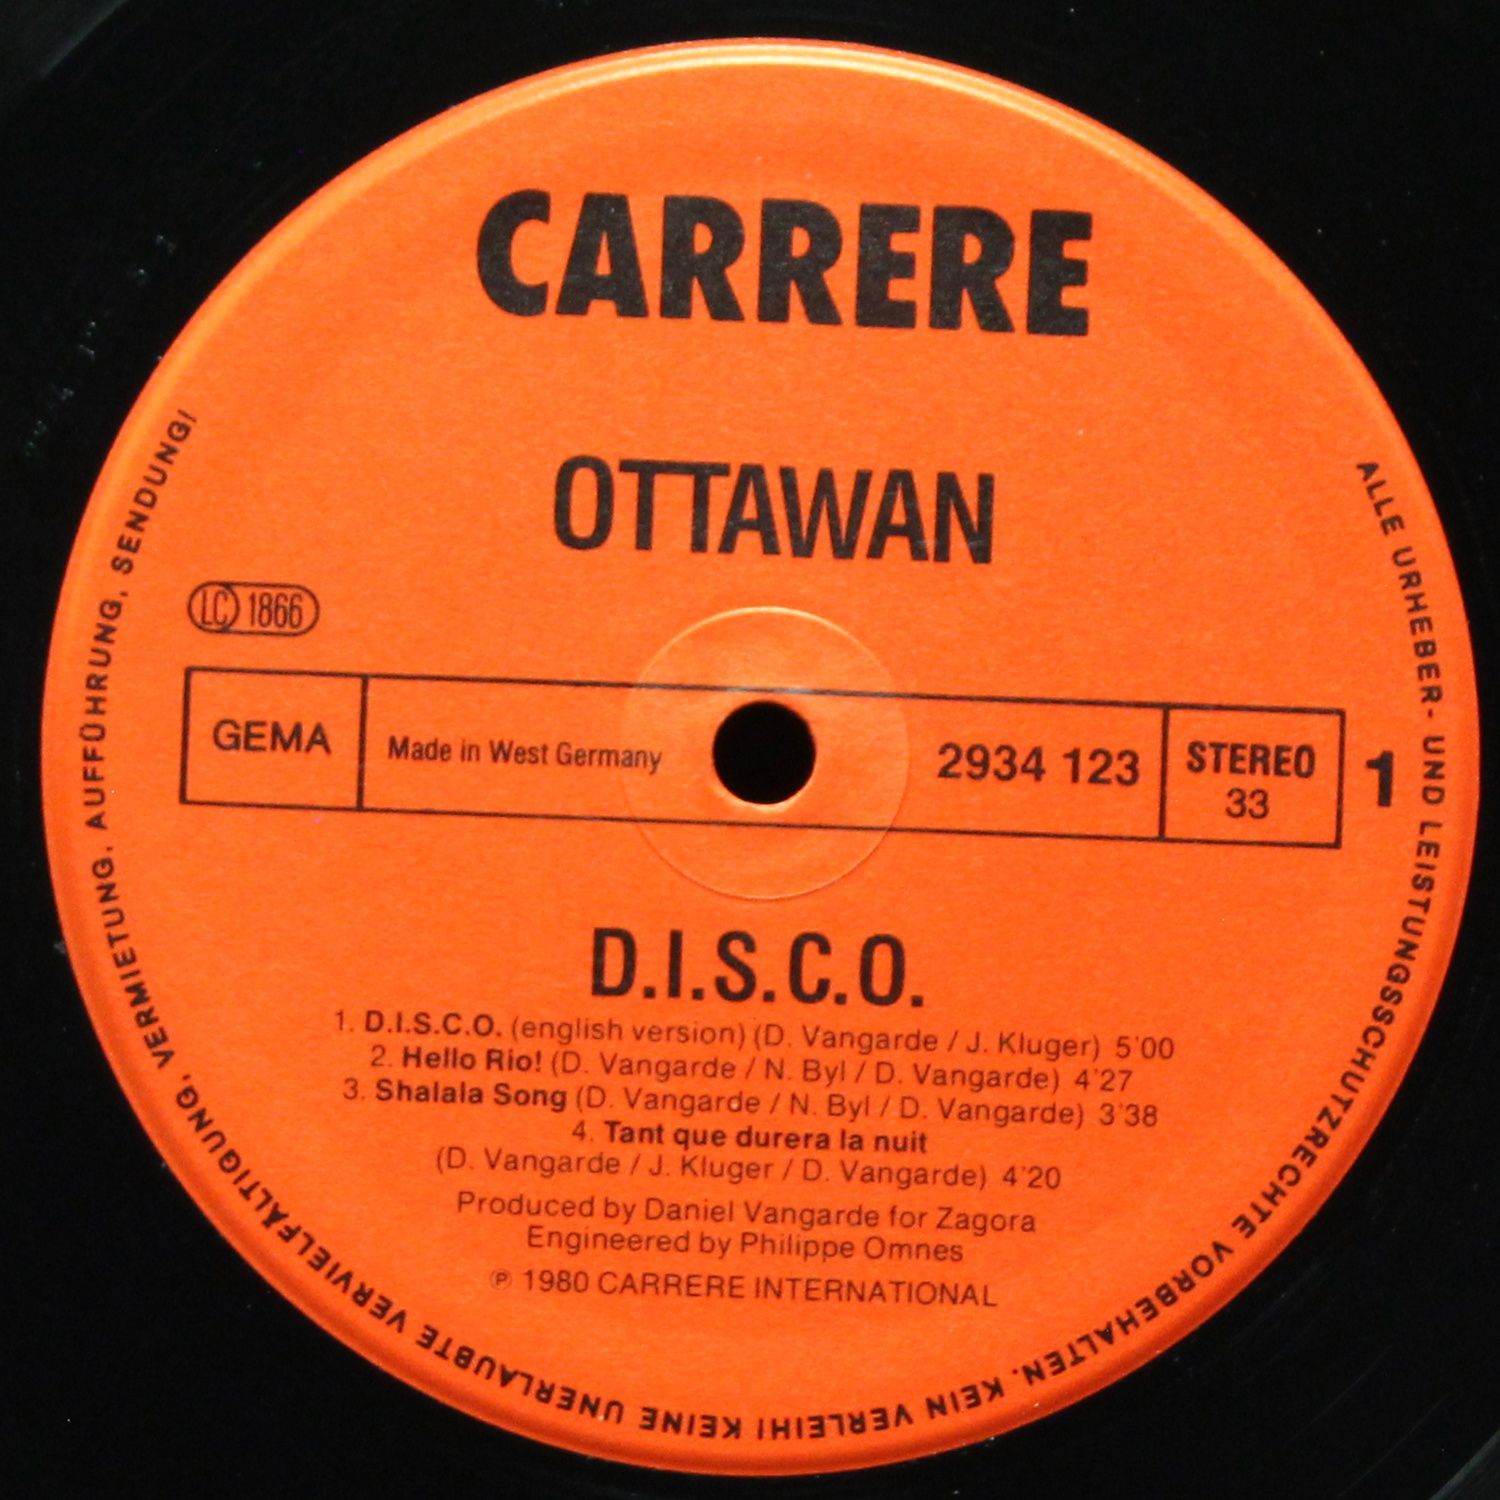 CARRERE
OTTAWAN
LC 1866
GEMA
Made in West Germany
2934 123
STEREO
33
1
D.I.S.C.O.
1. D.I.S.C.O. (english version) (D. Vangarde / J. Kluger) 5'00
2. Hello Rio! (D. Vangarde / N. Byl / D. Vangarde) 4'27
3. Shalala Song (D. Vangarde / N. Byl / D. Vangarde) 3'38
4. Tant que durera la nuit
(D. Vangarde / J. Kluger / D. Vangarde) 4'20
Produced by Daniel Vangarde for Zagora
Engineered by Philippe Omnes
℗ 1980 CARRERE INTERNATIONAL
ALLE URHEBER- UND LEISTUNGSSCHUTZRECHTE VORBEHALTEN. KEIN VERLEIH! KEINE UNERLAUBTE VERVIELFÄLTIGUNG, VERMIETUNG, AUFFÜHRUNG, SENDUNG!